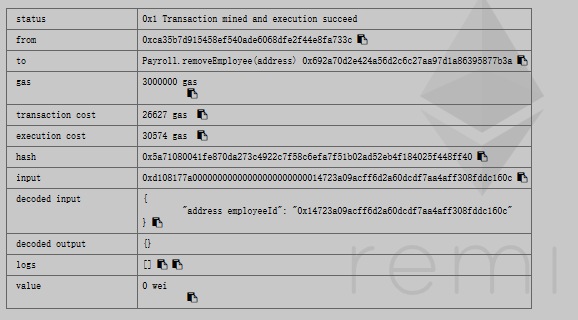 status 0x1 Transaction mined and execution succeed
from 0xca35b7d915458ef540ade6068dfe2f44e8fa733c
to Payroll.removeEmployee(address) 0x692a70d2e424a56d2c6c27aa97d1a86395877b3a
gas 3000000 gas
transaction cost 26627 gas
execution cost 30574 gas
hash 0x5a71080041fe870da273c4922c7f58c6efa7f51b02ad52eb4f184025f448ff40
input 0xd108177a00000000000000000000000014723a09acff6d2a60dcdf7aa4aff308fddc160c
decoded input {
"address employeeId": "0x14723a09acff6d2a60dcdf7aa4aff308fddc160c"
}
decoded output {}
logs []
value 0 wei
remi